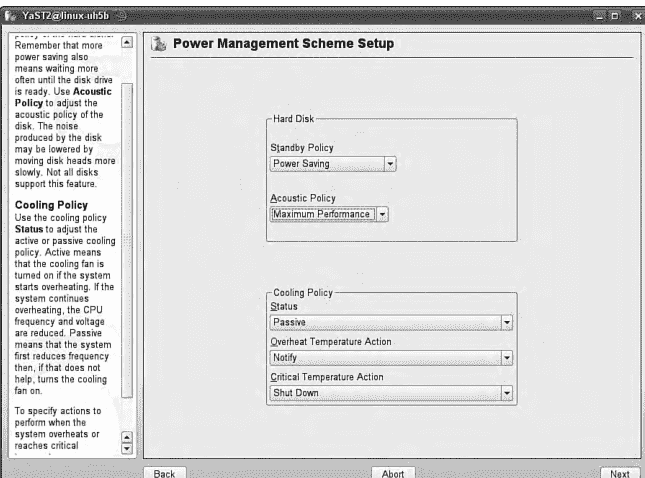 YaST2@linux-uh5b
Remember that more
power saving also
means waiting more
often until the disk drive
is ready. Use Acoustic
Policy to adjust the
acoustic policy of the
disk. The noise
produced by the disk
may be lowered by
moving disk heads more
slowly. Not all disks
support this feature.
Cooling Policy
Use the cooling policy
Status to adjust the
active or passive cooling
policy. Active means
that the cooling fan is
turned on if the system
starts overheating. If the
system continues
overheating, the CPU
frequency and voltage
are reduced. Passive
means that the system
first reduces frequency
then, if that does not
help, turns the cooling
fan on.
To specify actions to
perform when the
system overheats or
reaches critical
Power Management Scheme Setup
Hard Disk
Standby Policy
Power Saving
Acoustic Policy
Maximum Performance
Cooling Policy
Status
Passive
Overheat Temperature Action
Notify
Critical Temperature Action
Shut Down
Back
Abort
Next